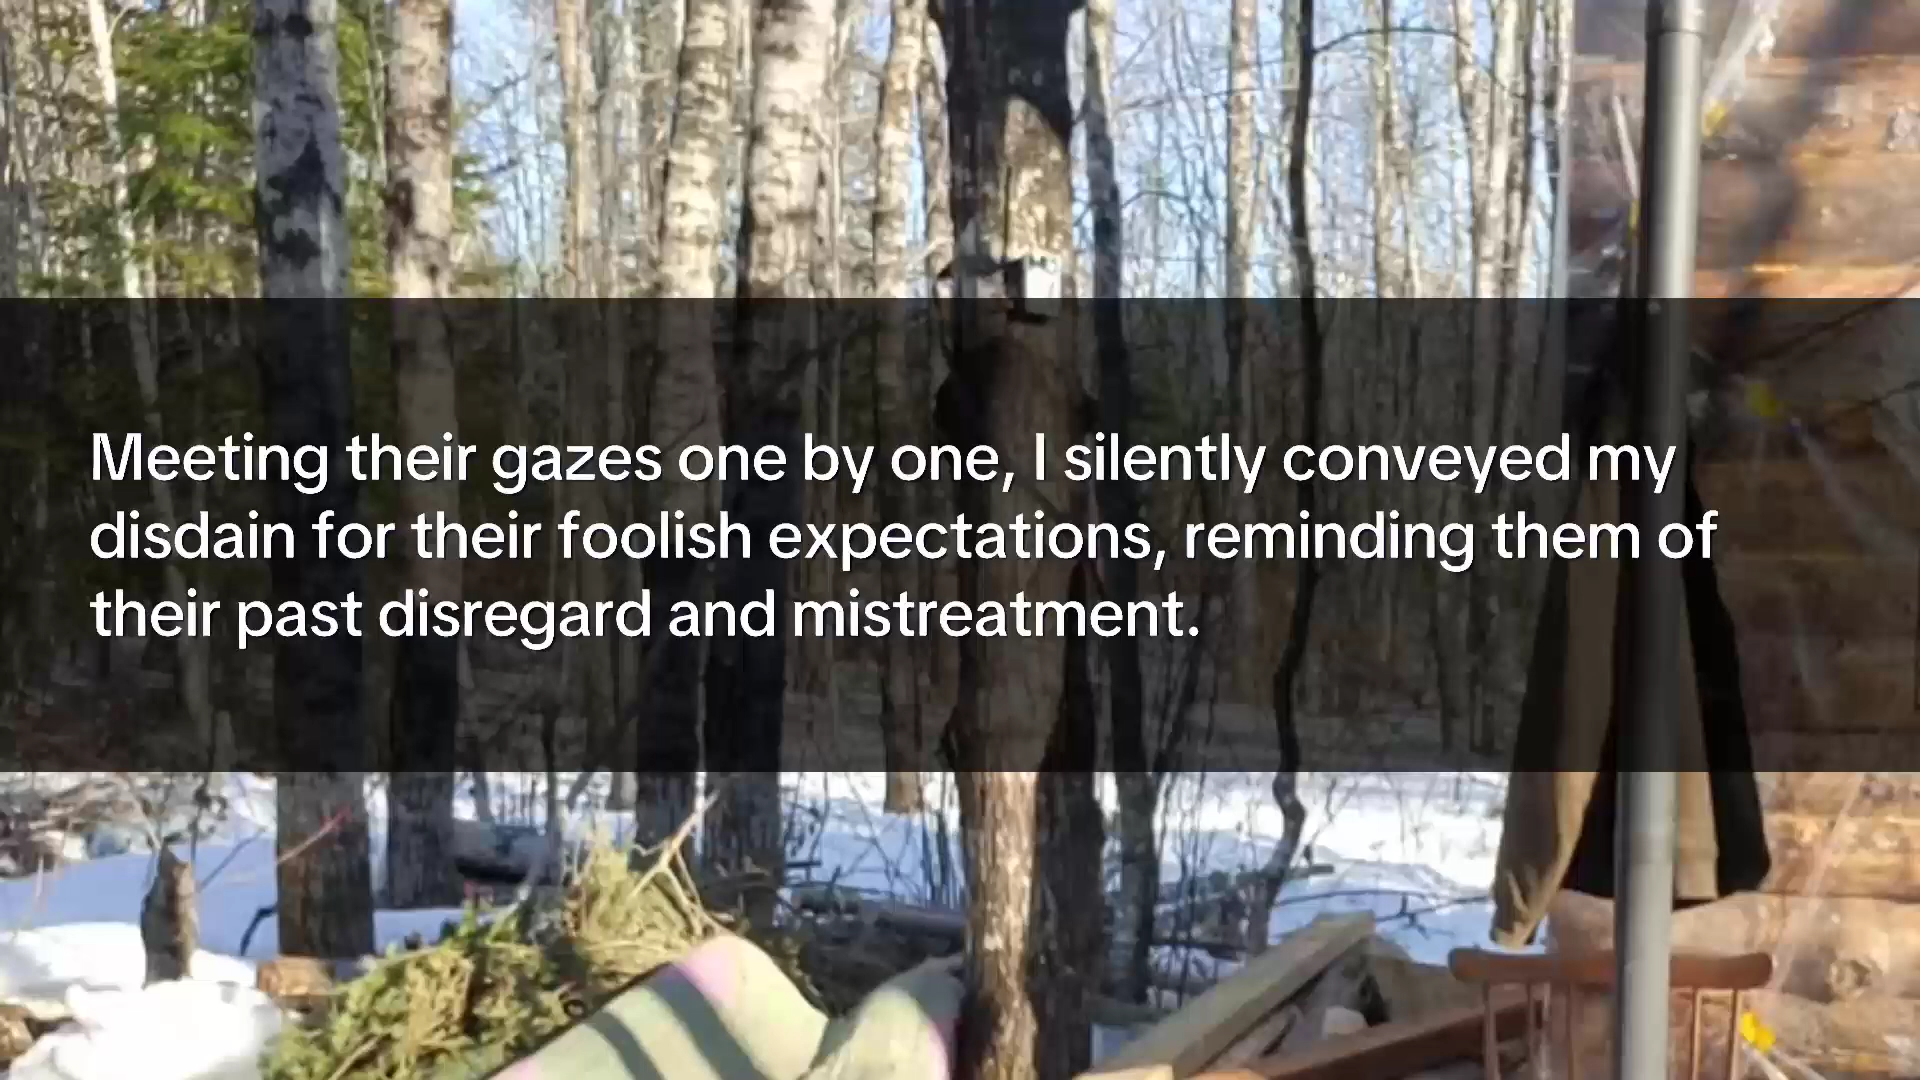 Meeting their gazes one by one, I silently conveyed my
disdain for their foolish expectations, reminding them of
their past disregard and mistreatment.